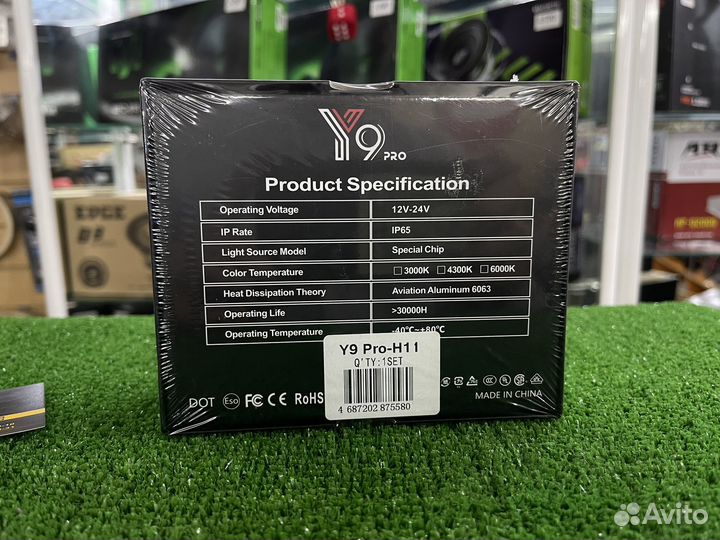 Y9 PRO
Product Specification
Operating Voltage 12V-24V
IP Rate IP65
Light Source Model Special Chip
Color Temperature 3000K 4300K 6000K
Heat Dissipation Theory Aviation Aluminum 6063
Operating Life >30000H
Operating Temperature -40℃~+80℃
Y9 Pro-H11
Q'TY:1SET
4 687202 875580
DOT Eso FC CE RoHS
MADE IN CHINA
Avito